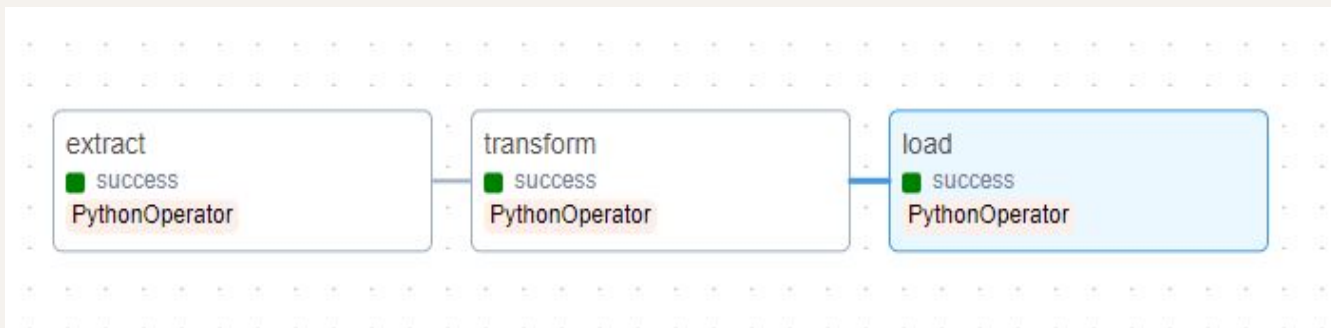 extract
success
PythonOperator
transform
success
PythonOperator
load
success
PythonOperator